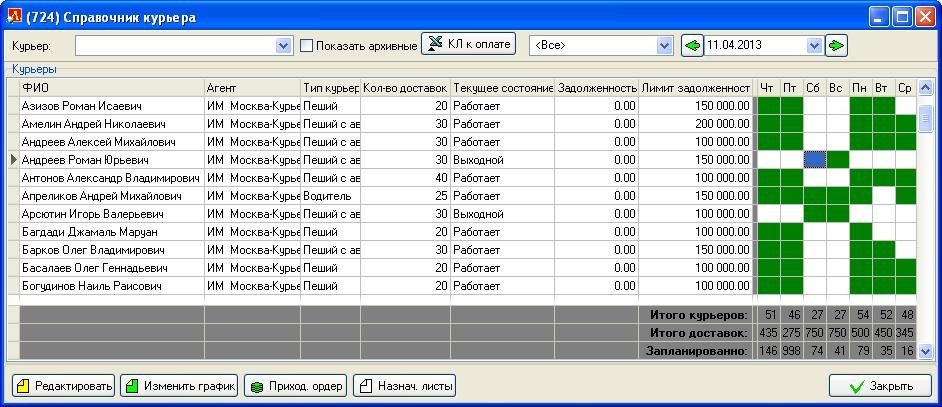 (724) Справочник курьера
Курьер: Показать архивные КЛ к оплате <Все> 11.04.2013
Курьеры
ФИО Агент Тип курьер Кол-во доставок Текущее состояние Задолженность Лимит задолженност Чт Пт Сб Вс Пн Вт Ср
Азизов Роман Исаевич ИМ Москва-Курье Пеший 20 Работает 0.00 150 000.00
Амелин Андрей Николаевич ИМ Москва-Курье Пеший с ав 30 Работает 0.00 200 000.00
Андреев Алексей Михайлович ИМ Москва-Курье Пеший с ав 30 Работает 0.00 100 000.00
Андреев Роман Юрьевич ИМ Москва-Курье Пеший с ав 30 Выходной 0.00 150 000.00
Антонов Александр Владимирович ИМ Москва-Курье Пеший с ав 40 Работает 0.00 100 000.00
Апреликов Андрей Михайлович ИМ Москва-Курье Водитель 25 Работает 0.00 150 000.00
Арсютин Игорь Валерьевич ИМ Москва-Курье Пеший с ав 30 Выходной 0.00 100 000.00
Багдади Джамаль Маруан ИМ Москва-Курье Пеший 20 Работает 0.00 100 000.00
Барков Олег Владимирович ИМ Москва-Курье Пеший с ав 30 Работает 0.00 150 000.00
Басалаев Олег Геннадьевич ИМ Москва-Курье Пеший 20 Работает 0.00 100 000.00
Богудинов Наиль Раисович ИМ Москва-Курье Пеший 20 Работает 0.00 100 000.00
Итого курьеров: 51 46 27 27 54 52 48
Итого доставок: 435 275 750 750 500 450 345
Запланированно: 146 998 74 41 79 35 16
Редактировать Изменить график Приход. ордер Назнач. листы Закрыть